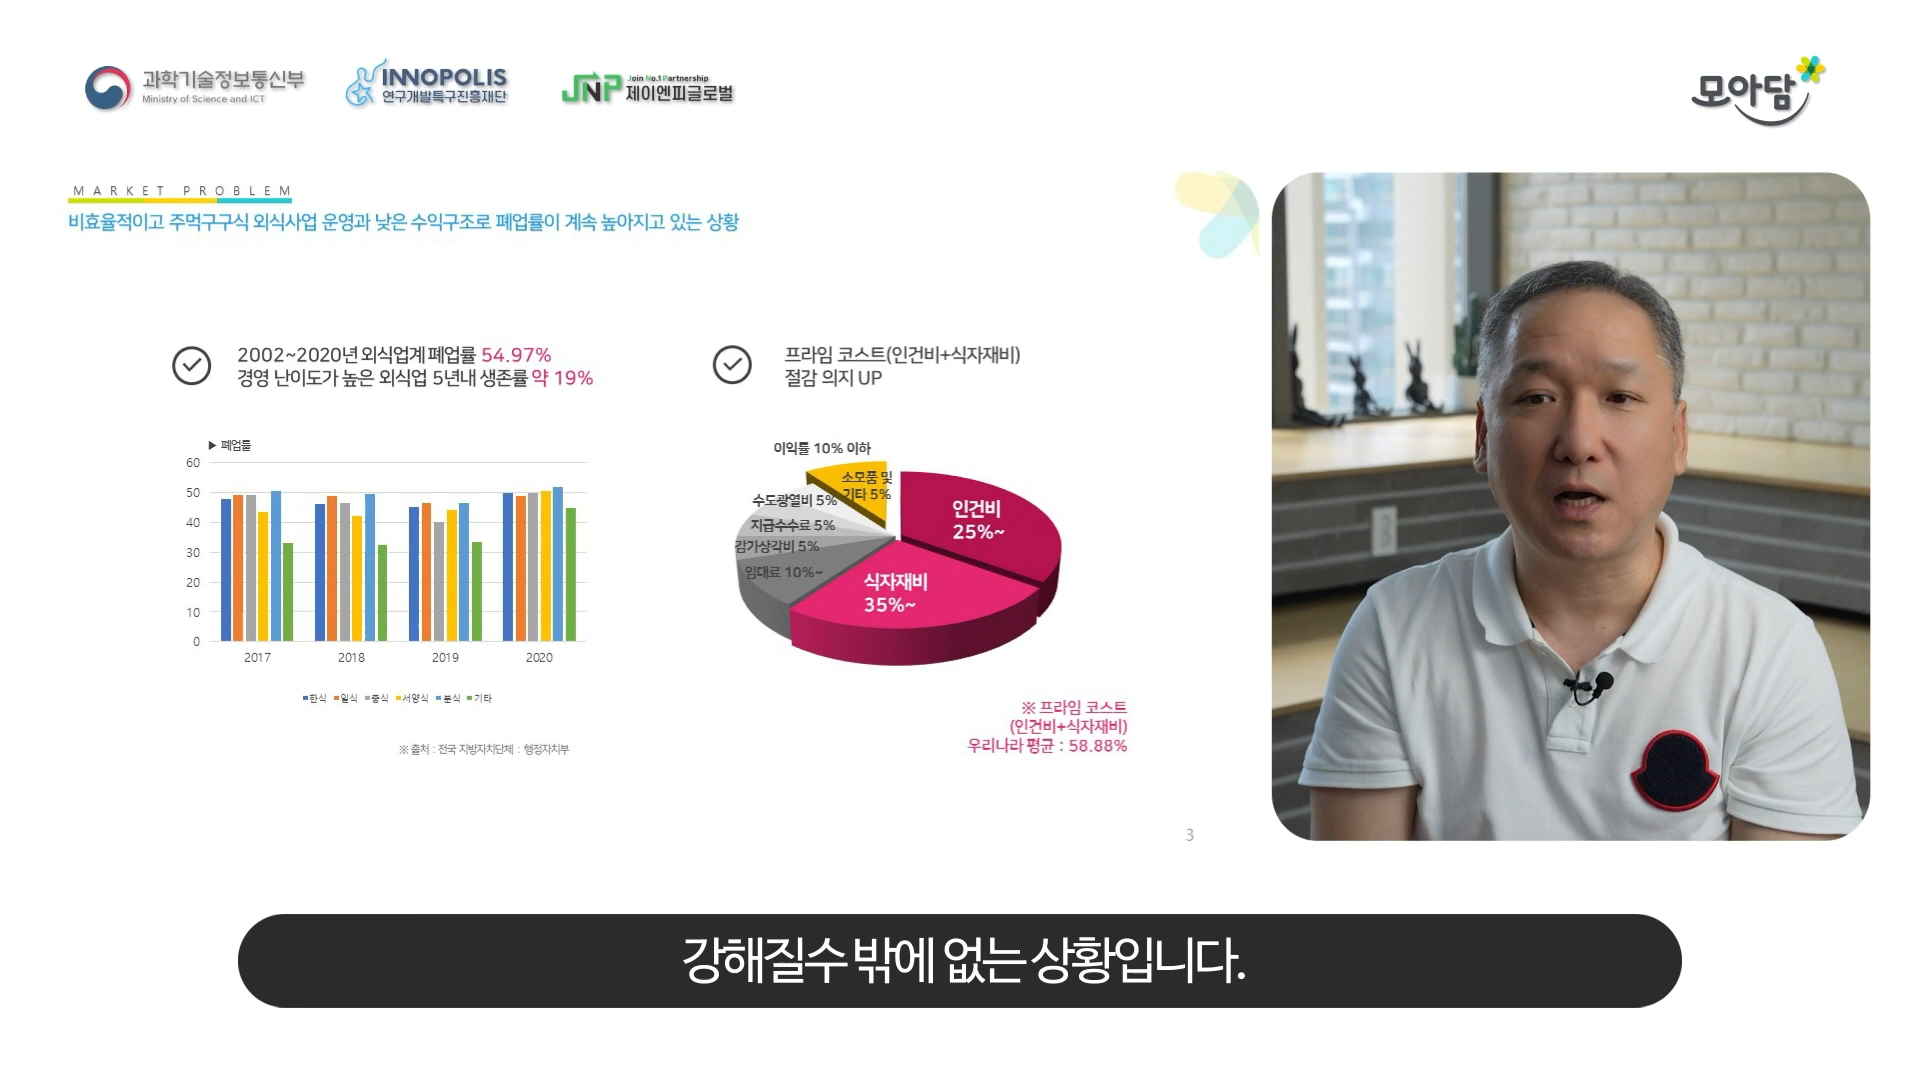 과학기술정보통신부
Ministry of Science and ICT
INNOPOLIS
연구개발특구진흥재단
JNP
Join No.1 Partnership
제이엔피글로벌
모아담
MARKET PROBLEM
비효율적이고 주먹구구식 외식사업 운영과 낮은 수익구조로 폐업률이 계속 높아지고 있는 상황
2002~2020년 외식업계 폐업률 54.97%
경영 난이도가 높은 외식업 5년내 생존률 약 19%
▶ 폐업률
60
50
40
30
20
10
0
2017 2018 2019 2020
한식 일식 중식 서양식 분식 기타
※ 출처 : 전국 지방자치단체 : 행정자치부
프라임 코스트(인건비+식자재비)
절감 의지 UP
이익률 10% 이하
소모품 및
기타 5%
수도광열비 5%
지급수수료 5%
감가상각비 5%
임대료 10%~
인건비
25%~
식자재비
35%~
※ 프라임 코스트
(인건비+식자재비)
우리나라 평균 : 58.88%
3
강해질수 밖에 없는 상황입니다.